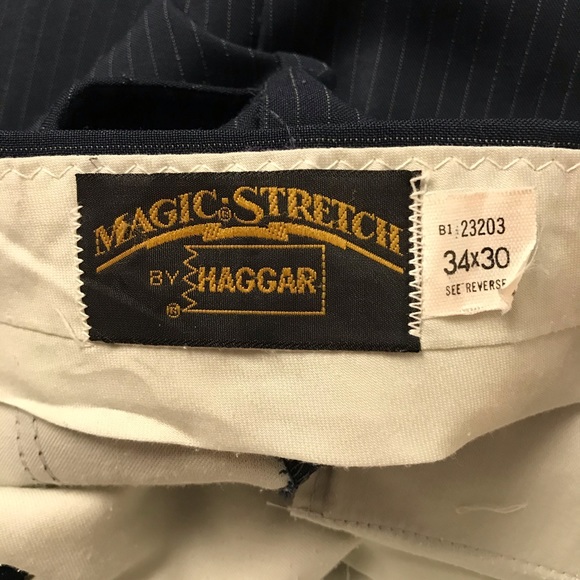 MAGIC·STRETCH
®
BY HAGGAR
®
B1 23203
34x30
SEE REVERSE